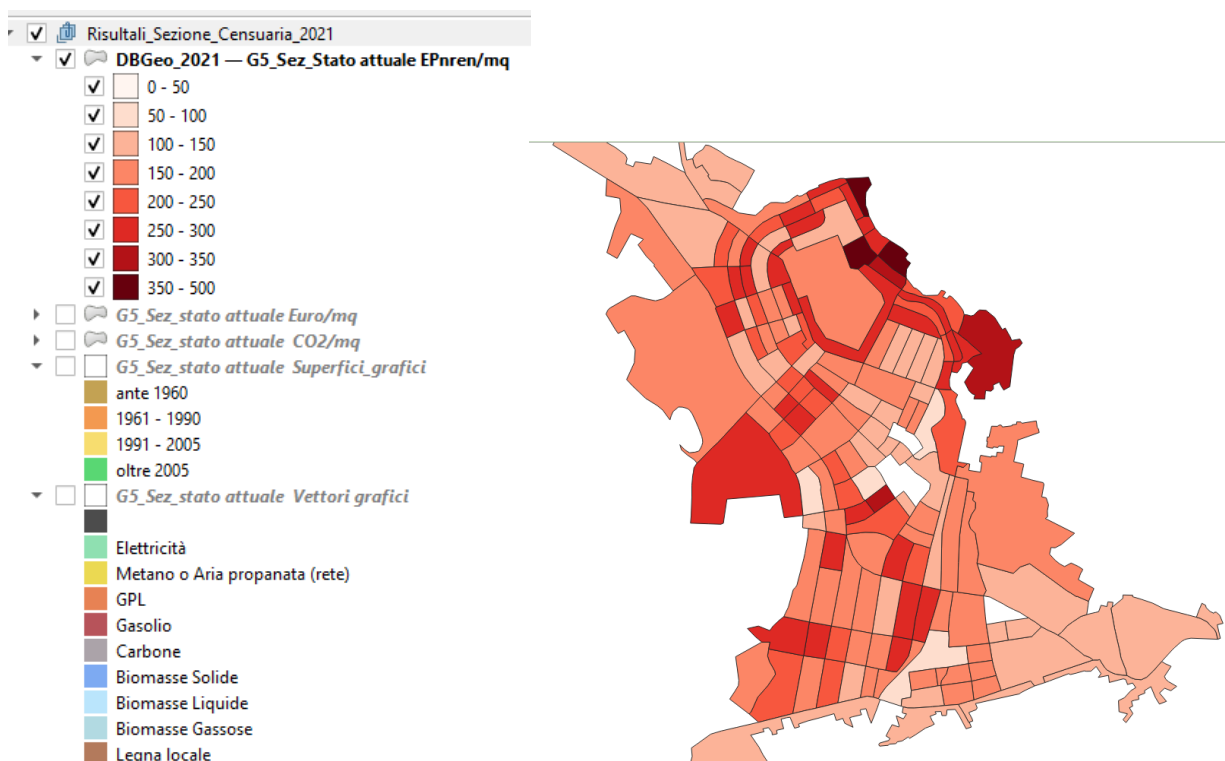 Risultali_Sezione_Censuaria_2021
DBGeo_2021 — G5_Sez_Stato attuale EPnren/mq
0 - 50
50 - 100
100 - 150
150 - 200
200 - 250
250 - 300
300 - 350
350 - 500
G5_Sez_stato attuale Euro/mq
G5_Sez_stato attuale  CO2/mq
G5_Sez_stato attuale  Superfici_grafici
ante 1960
1961 - 1990
1991 - 2005
oltre 2005
G5_Sez_stato attuale  Vettori grafici
Elettricità
Metano o Aria propanata (rete)
GPL
Gasolio
Carbone
Biomasse Solide
Biomasse Liquide
Biomasse Gassose
Legna locale